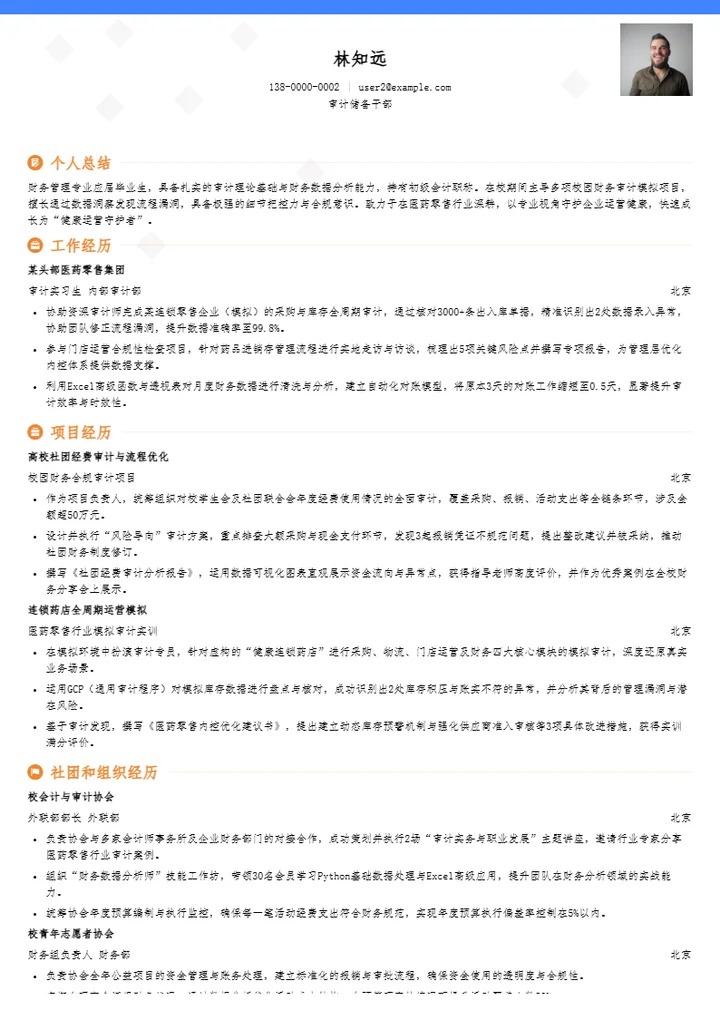 林知远
138-0000-0002 | user2@example.com
审计储备干部
个人总结
财务管理专业应届毕业生，具备扎实的审计理论基础与财务数据分析能力，持有初级会计职称。在校期间主导多项校园财务审计模拟项目，
擅长通过数据洞察发现流程漏洞，具备极强的细节把控力与合规意识。致力于在医药零售行业深耕，以专业视角守护企业运营健康，快速成
长为“健康运营守护者”。
工作经历
某头部医药零售集团
审计实习生 内部审计部 北京
• 协助资深审计师完成某连锁零售企业（模拟）的采购与库存全周期审计，通过核对3000+条出入库单据，精准识别出2处数据录入异常，
协助团队修正流程漏洞，提升数据准确率至99.8%。
• 参与门店运营合规性检查项目，针对药品进销存管理流程进行实地走访与访谈，梳理出5项关键风险点并撰写专项报告，为管理层优化
内控体系提供数据支撑。
• 利用Excel高级函数与透视表对月度财务数据进行清洗与分析，建立自动化对账模型，将原本3天的对账工作缩短至0.5天，显著提升审
计效率与时效性。
项目经历
高校社团经费审计与流程优化
校园财务合规审计项目 北京
• 作为项目负责人，统筹组织对校学生会及社团联合会年度经费使用情况的全面审计，覆盖采购、报销、活动支出等全链条环节，涉及金
额超50万元。
• 设计并执行“风险导向”审计方案，重点排查大额采购与现金支付环节，发现3起报销凭证不规范问题，提出整改建议并被采纳，推动
社团财务制度修订。
• 撰写《社团经费审计分析报告》，运用数据可视化图表直观展示资金流向与异常点，获得指导老师高度评价，并作为优秀案例在全校财
务分享会上展示。
连锁药店全周期运营模拟
医药零售行业模拟审计实训 北京
• 在模拟环境中扮演审计专员，针对虚构的“健康连锁药店”进行采购、物流、门店运营及财务四大核心模块的模拟审计，深度还原真实
业务场景。
• 运用GCP（通用审计程序）对模拟库存数据进行盘点与核对，成功识别出2处库存积压与账实不符的异常，并分析其背后的管理漏洞与潜
在风险。
• 基于审计发现，撰写《医药零售内控优化建议书》，提出建立动态库存预警机制与强化供应商准入审核等3项具体改进措施，获得实训
满分评价。
社团和组织经历
校会计与审计协会
外联部部长 外联部 北京
• 负责协会与多家会计师事务所及企业财务部门的对接合作，成功策划并执行2场“审计实务与职业发展”主题讲座，邀请行业专家分享
医药零售行业审计案例。
• 组织“财务数据分析师”技能工作坊，带领30名会员学习Python基础数据处理与Excel高级应用，提升团队在财务分析领域的实战能
力。
• 统筹协会年度预算编制与执行监控，确保每一笔活动经费支出符合财务规范，实现年度预算执行偏差率控制在5%以内。
校青年志愿者协会
财务组负责人 财务部 北京
• 负责协会全年公益项目的资金管理与账务处理，建立标准化的报销与审批流程，确保资金使用的透明度与合规性。